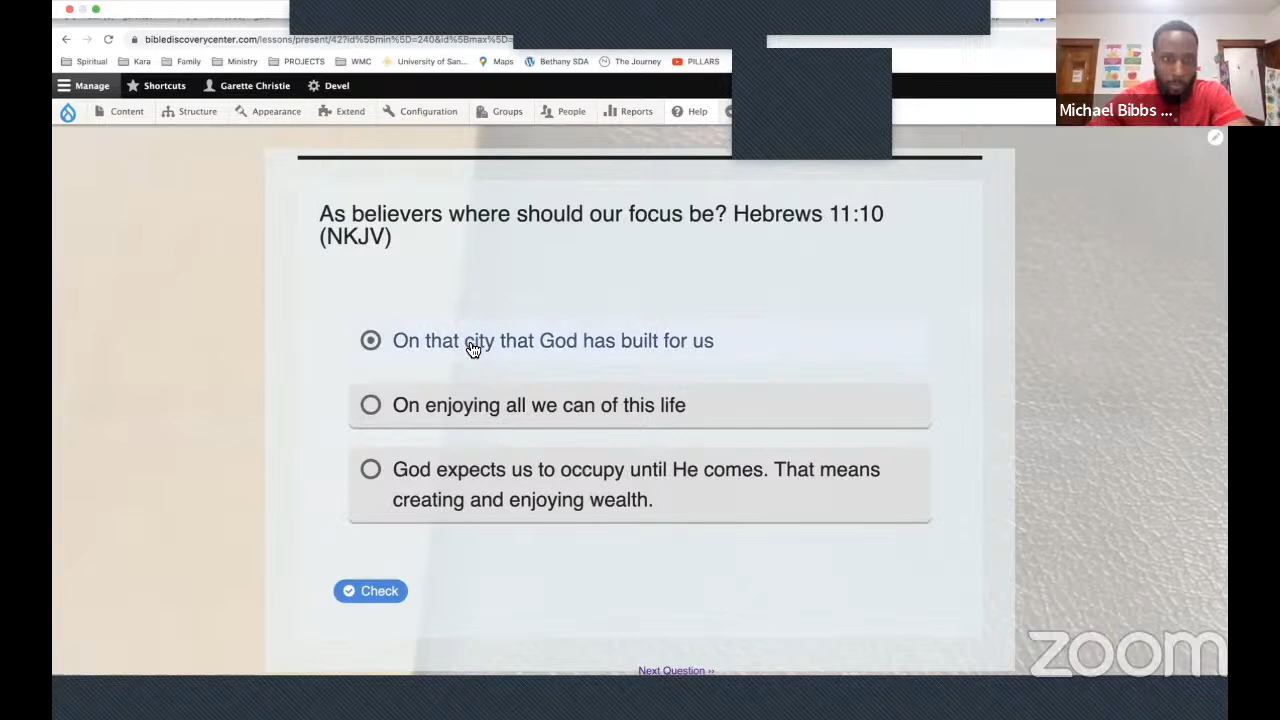 biblediscoverycenter.com/lessons/present/42?id%5Bmin%5D=240&id%5Bmax%5D=
Spiritual Kara Family Ministry PROJECTS WMC University of San... Maps Bethany SDA The Journey PILLARS
Manage Shortcuts Garette Christie Devel
Content Structure Appearance Extend Configuration Groups People Reports Help
Michael Bibbs ...
As believers where should our focus be? Hebrews 11:10
(NKJV)
On that city that God has built for us
On enjoying all we can of this life
God expects us to occupy until He comes. That means
creating and enjoying wealth.
Check
Next Question ››
zoom